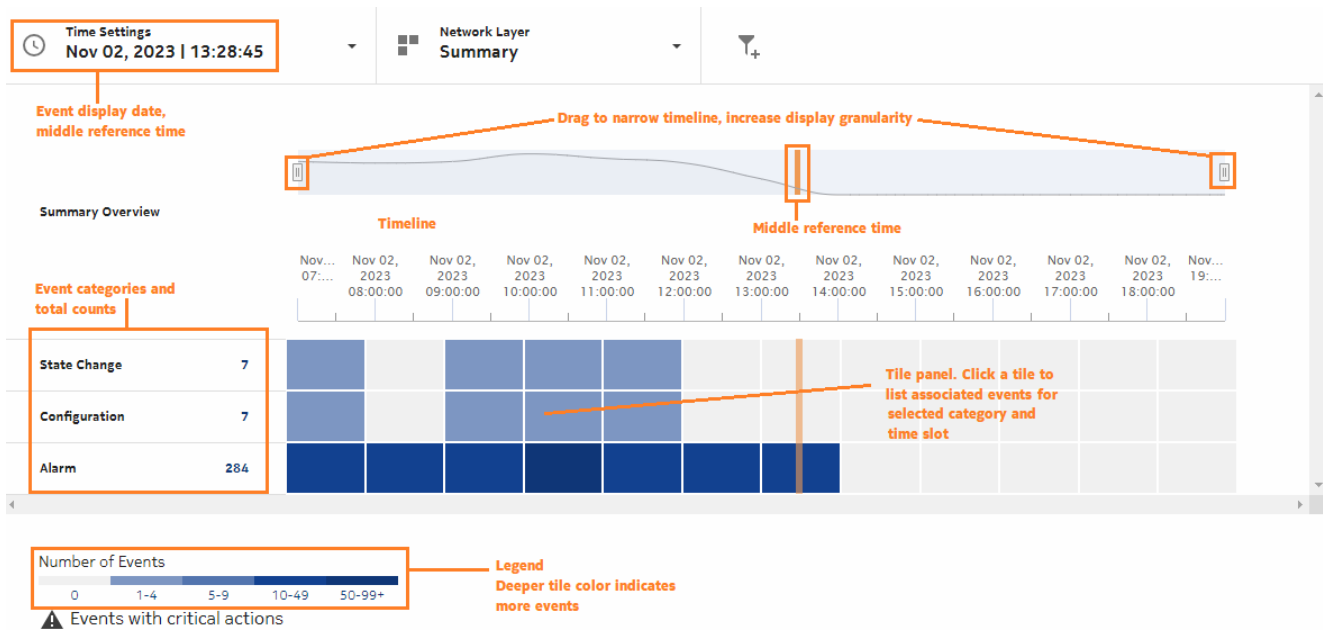 Time Settings
Nov 02, 2023 | 13:28:45
Network Layer
Summary
Event display date,
middle reference time
Drag to narrow timeline, increase display granularity
Summary Overview
Timeline
Middle reference time
Nov... Nov 02, Nov 02, Nov 02, Nov 02, Nov 02, Nov 02, Nov 02, Nov 02, Nov 02, Nov 02, Nov 02, Nov...
07:... 2023 2023 2023 2023 2023 2023 2023 2023 2023 2023 2023 19:...
08:00:00 09:00:00 10:00:00 11:00:00 12:00:00 13:00:00 14:00:00 15:00:00 16:00:00 17:00:00 18:00:00
Event categories and
total counts
State Change 7
Configuration 7
Alarm 284
Tile panel. Click a tile to
list associated events for
selected category and
time slot
Number of Events
0 1-4 5-9 10-49 50-99+
Events with critical actions
Legend
Deeper tile color indicates
more events